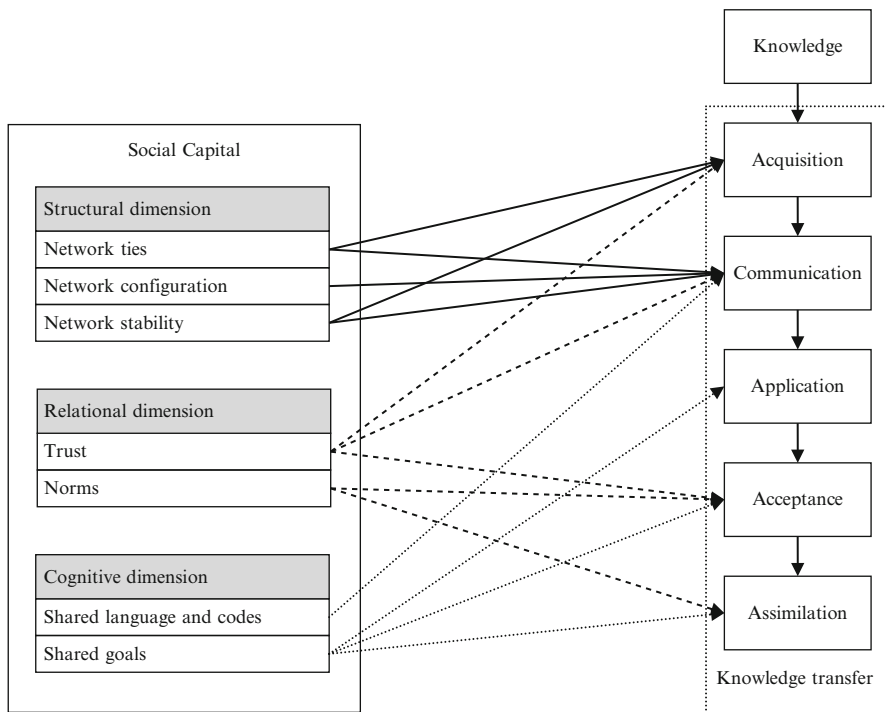 Social Capital
Structural dimension
Network ties
Network configuration
Network stability
Relational dimension
Trust
Norms
Cognitive dimension
Shared language and codes
Shared goals
Knowledge
Acquisition
Communication
Application
Acceptance
Assimilation
Knowledge transfer